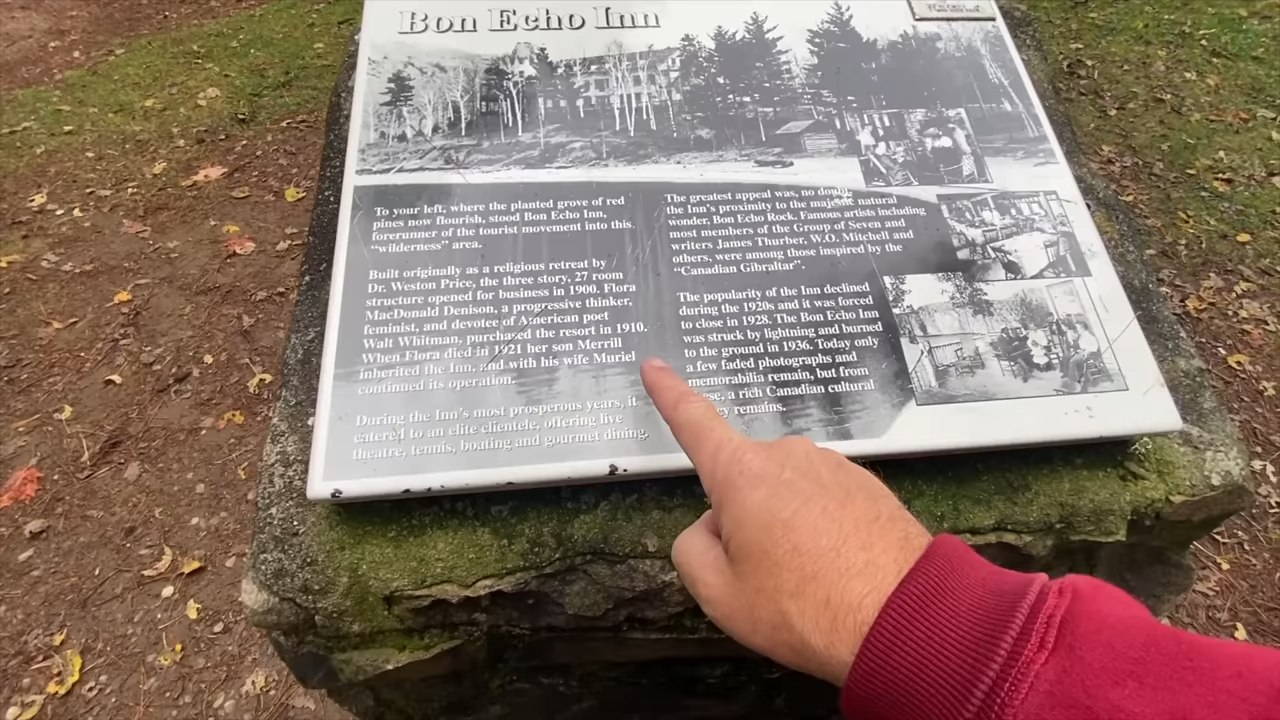 Bon Echo Inn
To your left, where the planted grove of red
pines now flourish, stood Bon Echo Inn,
forerunner of the tourist movement into this
“wilderness” area.
Built originally as a religious retreat by
Dr. Weston Price, the three story, 27 room
structure opened for business in 1900. Flora
MacDonald Denison, a progressive thinker,
feminist, and devotee of American poet
Walt Whitman, purchased the resort in 1910.
When Flora died in 1921 her son Merrill
inherited the Inn, and with his wife Muriel
continued its operation.
During the Inn's most prosperous years, it
catered to an elite clientele, offering live
theatre, tennis, boating and gourmet dining.
The greatest appeal was, no doubt,
the Inn's proximity to the majestic natural
wonder, Bon Echo Rock. Famous artists including
most members of the Group of Seven and
writers James Thurber, W.O. Mitchell and
others, were among those inspired by the
“Canadian Gibraltar”.
The popularity of the Inn declined
during the 1920s and it was forced
to close in 1928. The Bon Echo Inn
was struck by lightning and burned
to the ground in 1936. Today only
a few faded photographs and
memorabilia remain, but from
a rich Canadian cultural
remains.